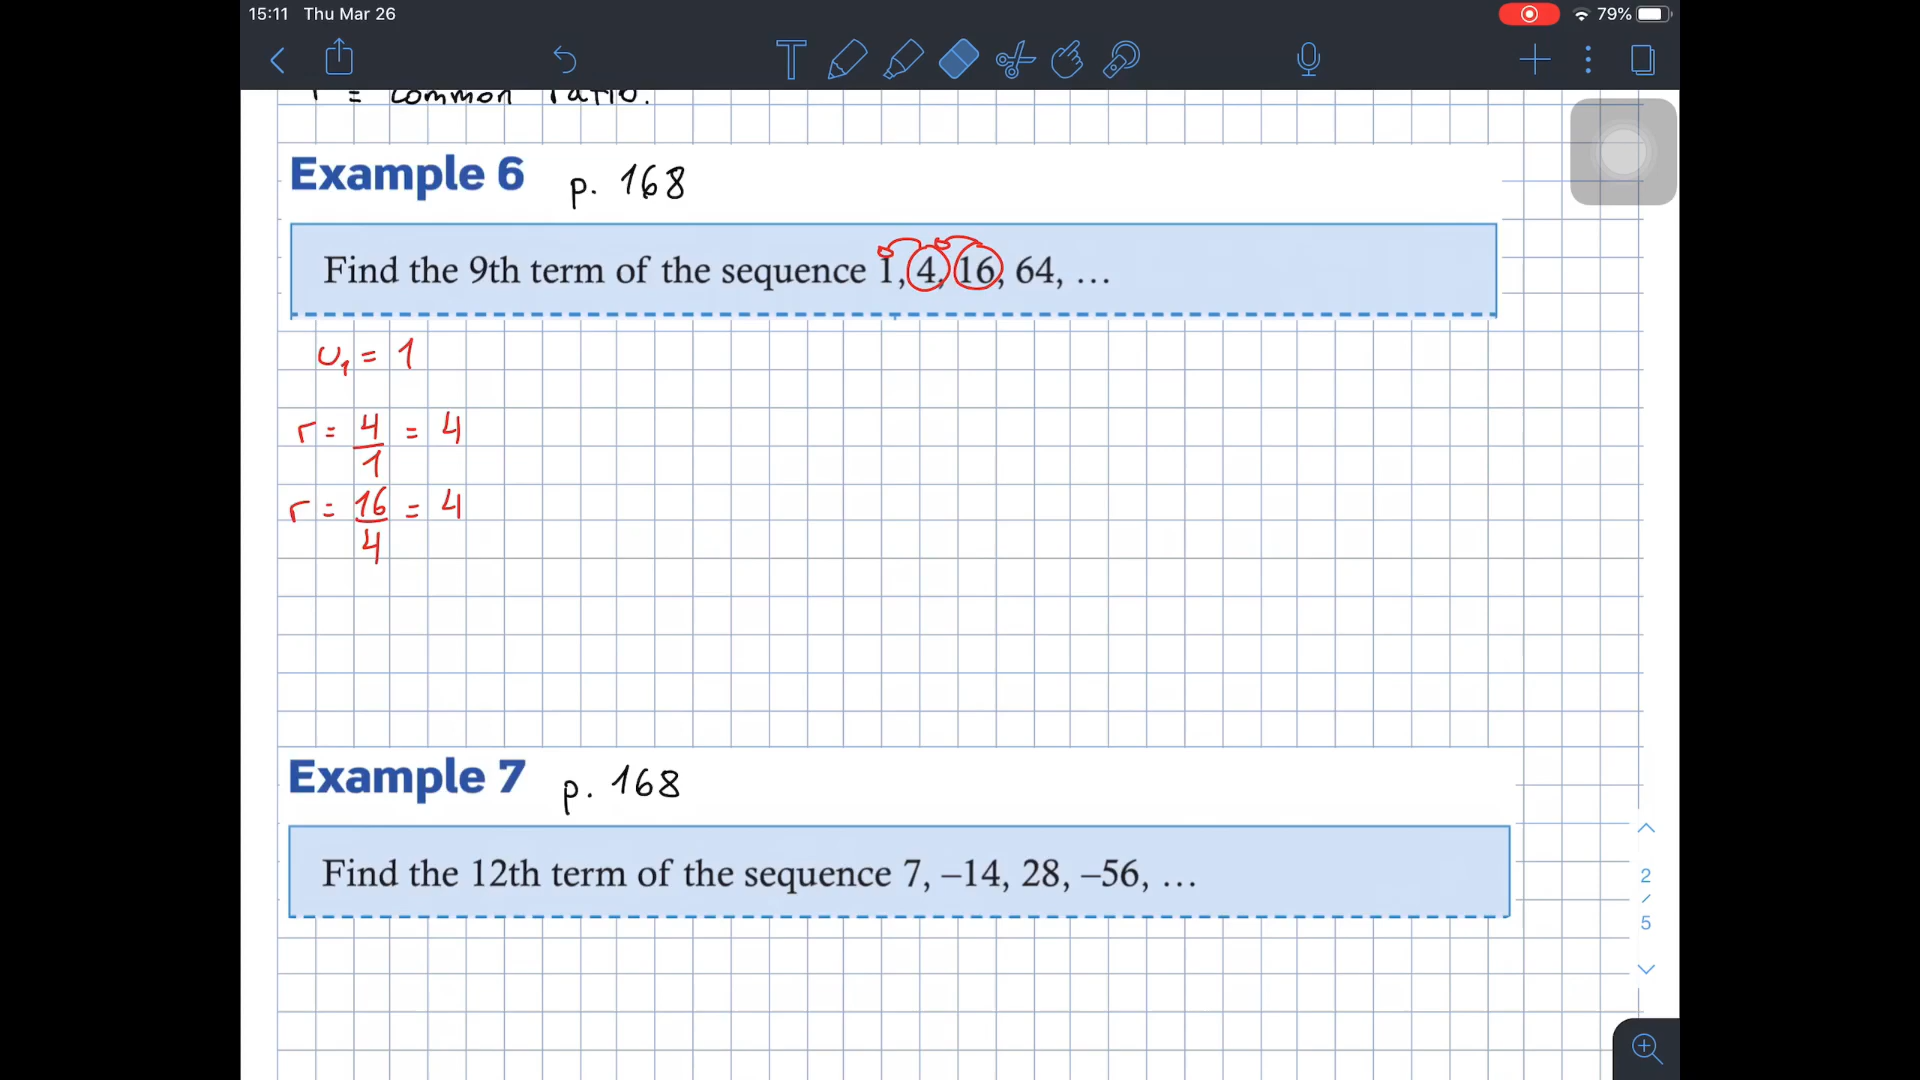 15:11 Thu Mar 26
79%
r = common ratio.
Example 6 p. 168
Find the 9th term of the sequence 1, 4, 16, 64, …
u₁ = 1
r = 4/1 = 4
r = 16/4 = 4
Example 7 p. 168
Find the 12th term of the sequence 7, –14, 28, –56, …
2
/
5